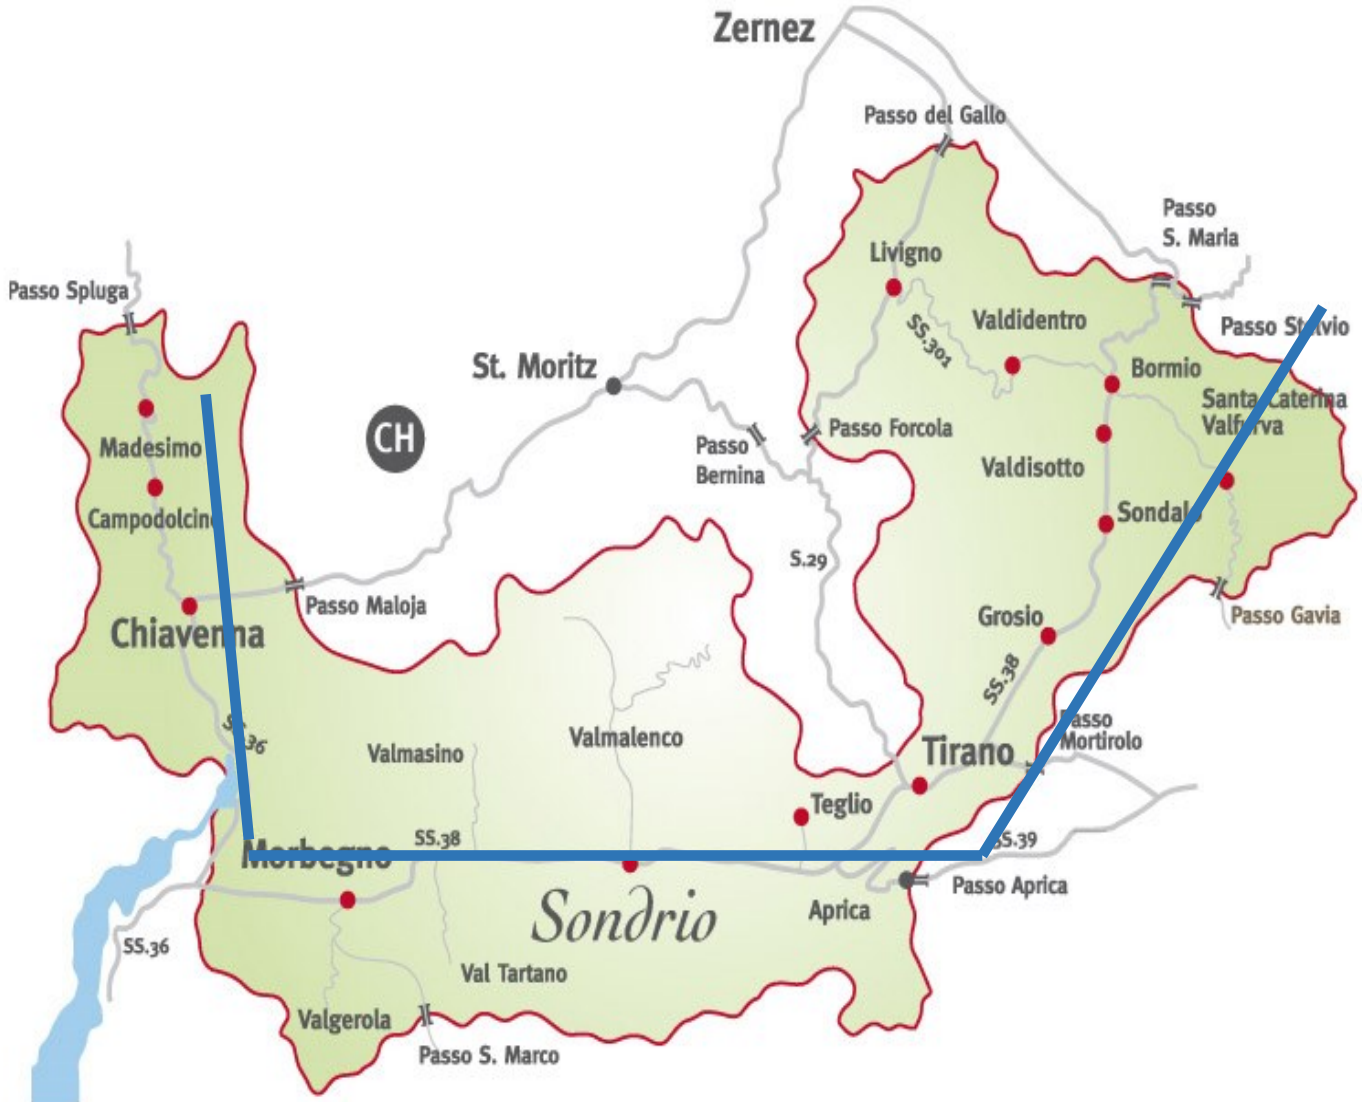 Zernez
Passo del Gallo
Passo
S. Maria
Livigno
Passo Spluga
Valdidentro
SS.301
Passo Stelvio
St. Moritz
Bormio
Santa Caterina
Valfurva
CH
Passo Forcola
Passo
Bernina
Madesimo
Valdisotto
Campodolcino
Sondalo
S.29
Passo Maloja
Grosio
Passo Gavia
Chiavenna
SS.38
SS.36
Passo
Mortirolo
Valmasino
Valmalenco
Tirano
Teglio
SS.38
SS.39
Morbegno
Passo Aprica
Aprica
Sondrio
SS.36
Val Tartano
Valgerola
Passo S. Marco